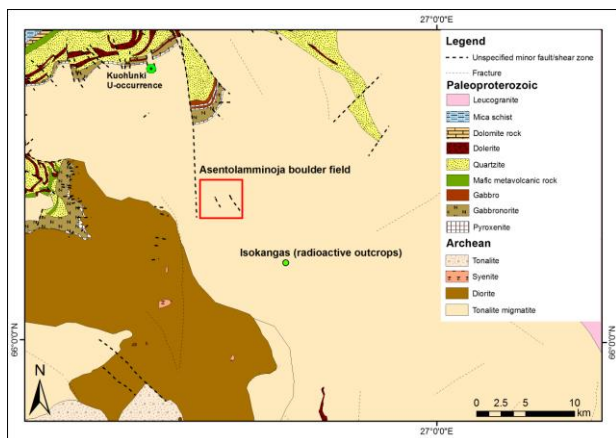 27°0'0"E
Legend
Unspecified minor fault/shear zone
Fracture
Paleoproterozoic
Leucogranite
Mica schist
Dolomite rock
Dolerite
Quartzite
Mafic metavolcanic rock
Gabbro
Gabbronorite
Pyroxenite
Archean
Tonalite
Syenite
Diorite
Tonalite migmatite
Kuohunki
U-occurrence
Asentolamminoja boulder field
Isokangas (radioactive outcrops)
66°0'0"N
66°0'0"N
N
0 2.5 5 10
km
27°0'0"E